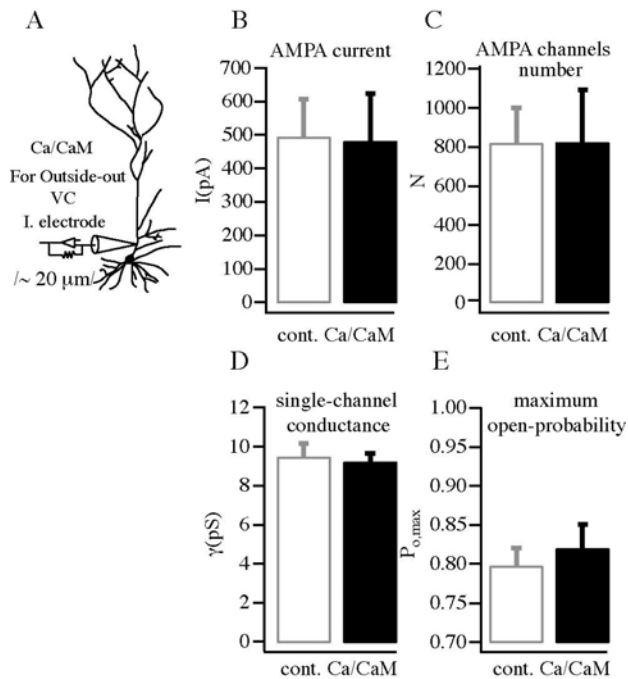 A
Ca/CaM
For Outside-out
VC
I. electrode
/~ 20 μm/
B
AMPA current
700
600
500
400
300
200
100
0
I(pA)
cont. Ca/CaM
C
AMPA channels
number
1200
1000
800
600
400
200
0
N
cont. Ca/CaM
D
single-channel
conductance
12
10
8
6
4
2
0
γ(pS)
cont. Ca/CaM
E
maximum
open-probability
1.00
0.95
0.90
0.85
0.80
0.75
0.70
Po,max
cont. Ca/CaM